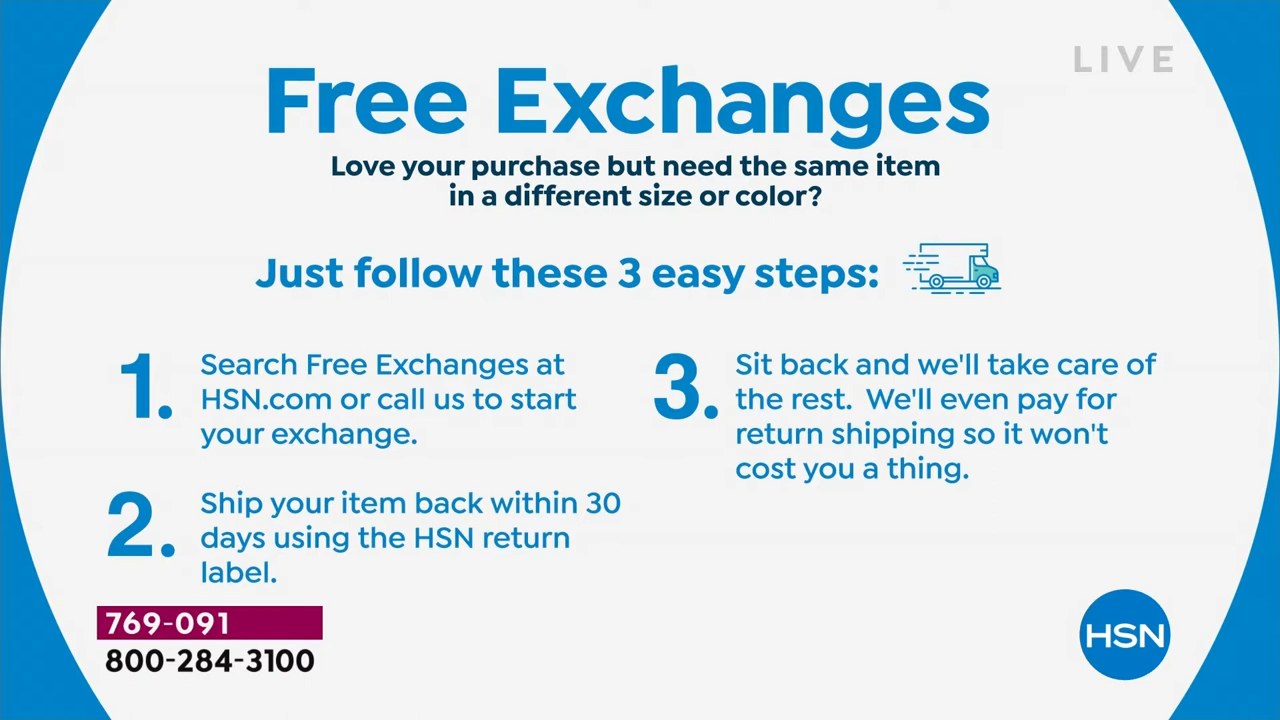 LIVE
Free Exchanges
Love your purchase but need the same item
in a different size or color?
Just follow these 3 easy steps:
1. Search Free Exchanges at
HSN.com or call us to start
your exchange.
2. Ship your item back within 30
days using the HSN return
label.
3. Sit back and we'll take care of
the rest. We'll even pay for
return shipping so it won't
cost you a thing.
769-091
800-284-3100
HSN